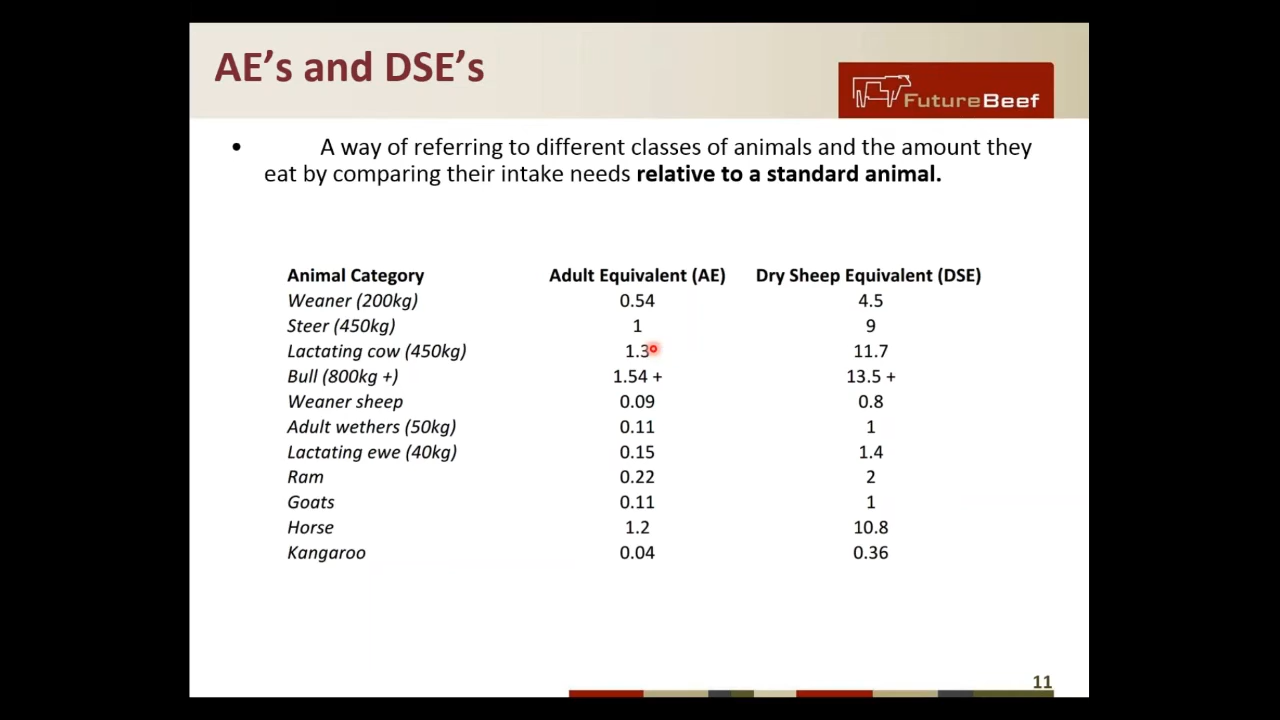 AE's and DSE's
FutureBeef
• A way of referring to different classes of animals and the amount they
eat by comparing their intake needs relative to a standard animal.
Animal Category Adult Equivalent (AE) Dry Sheep Equivalent (DSE)
Weaner (200kg) 0.54 4.5
Steer (450kg) 1 9
Lactating cow (450kg) 1.3 11.7
Bull (800kg +) 1.54 + 13.5 +
Weaner sheep 0.09 0.8
Adult wethers (50kg) 0.11 1
Lactating ewe (40kg) 0.15 1.4
Ram 0.22 2
Goats 0.11 1
Horse 1.2 10.8
Kangaroo 0.04 0.36
11